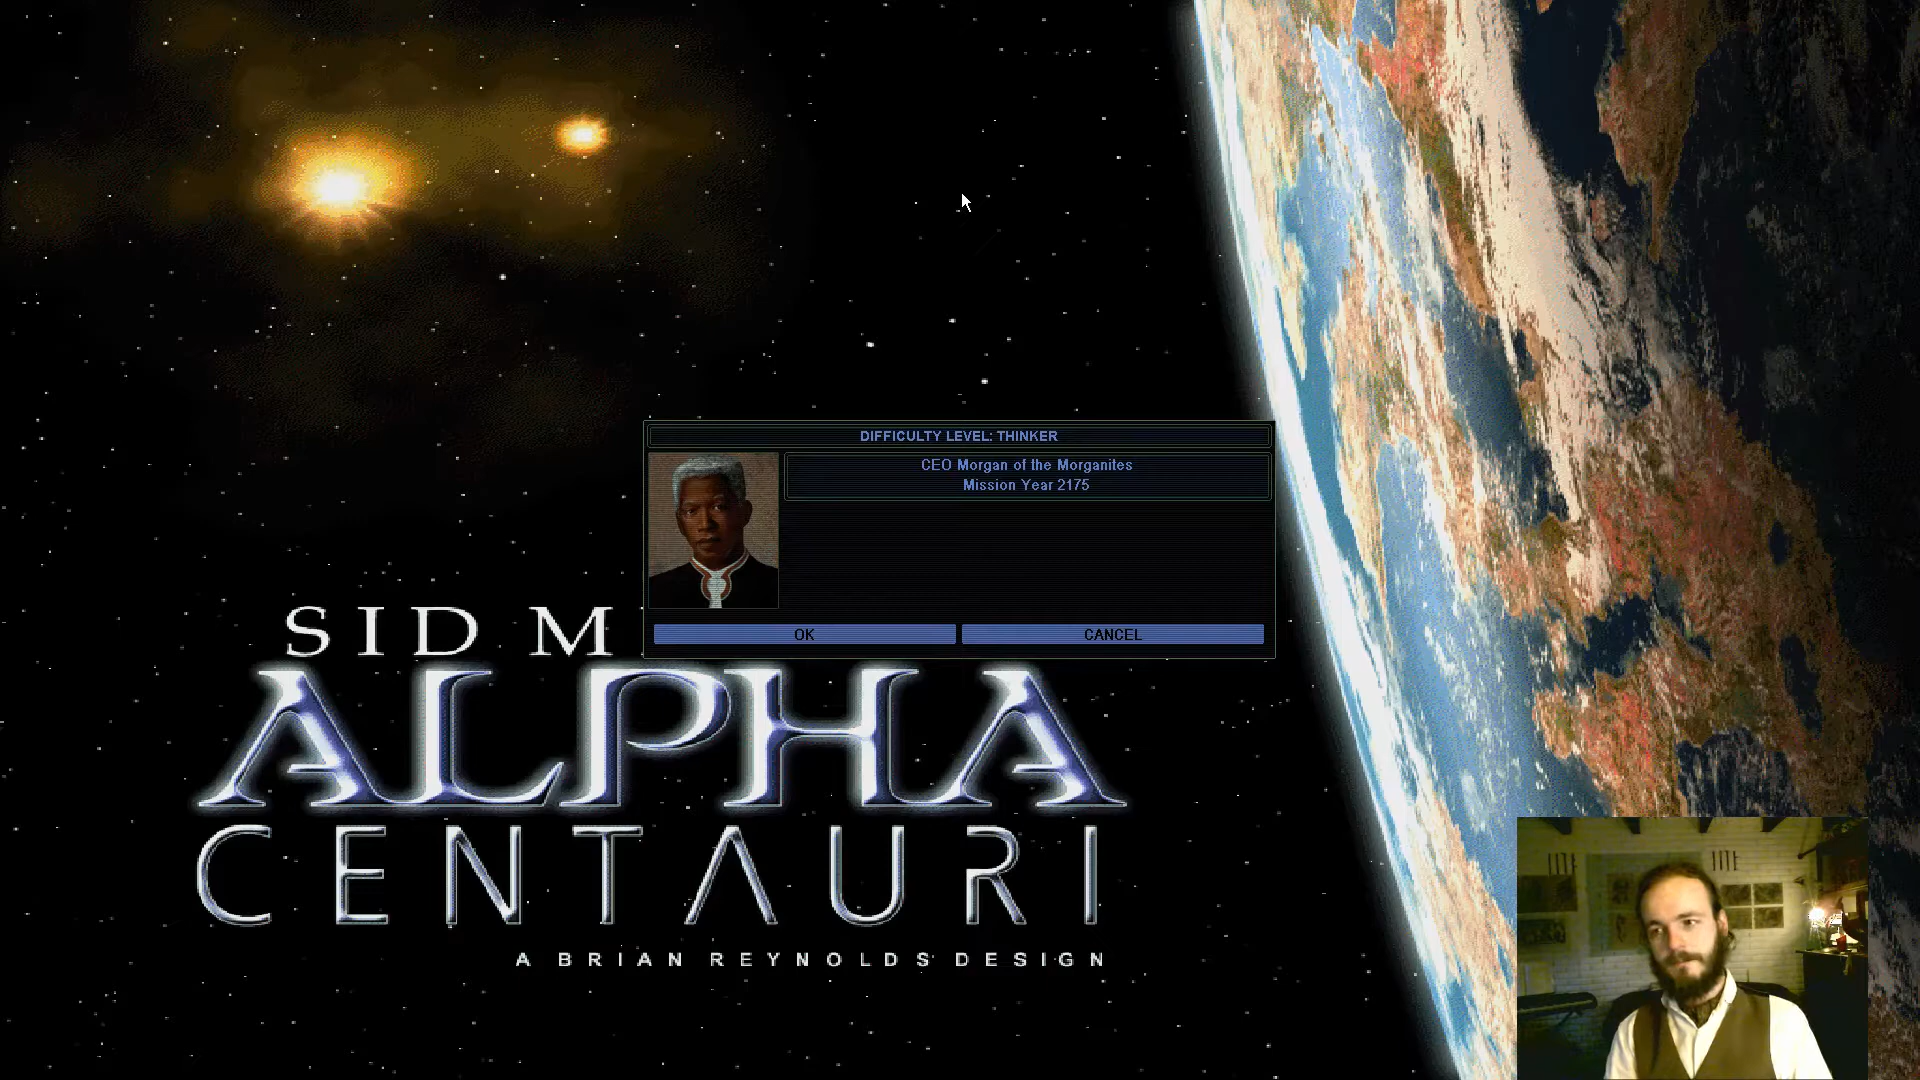 DIFFICULTY LEVEL: THINKER
CEO Morgan of the Morganites
Mission Year 2175
OK
CANCEL
SID M
ALPHA
CENTAURI
A BRIAN REYNOLDS DESIGN